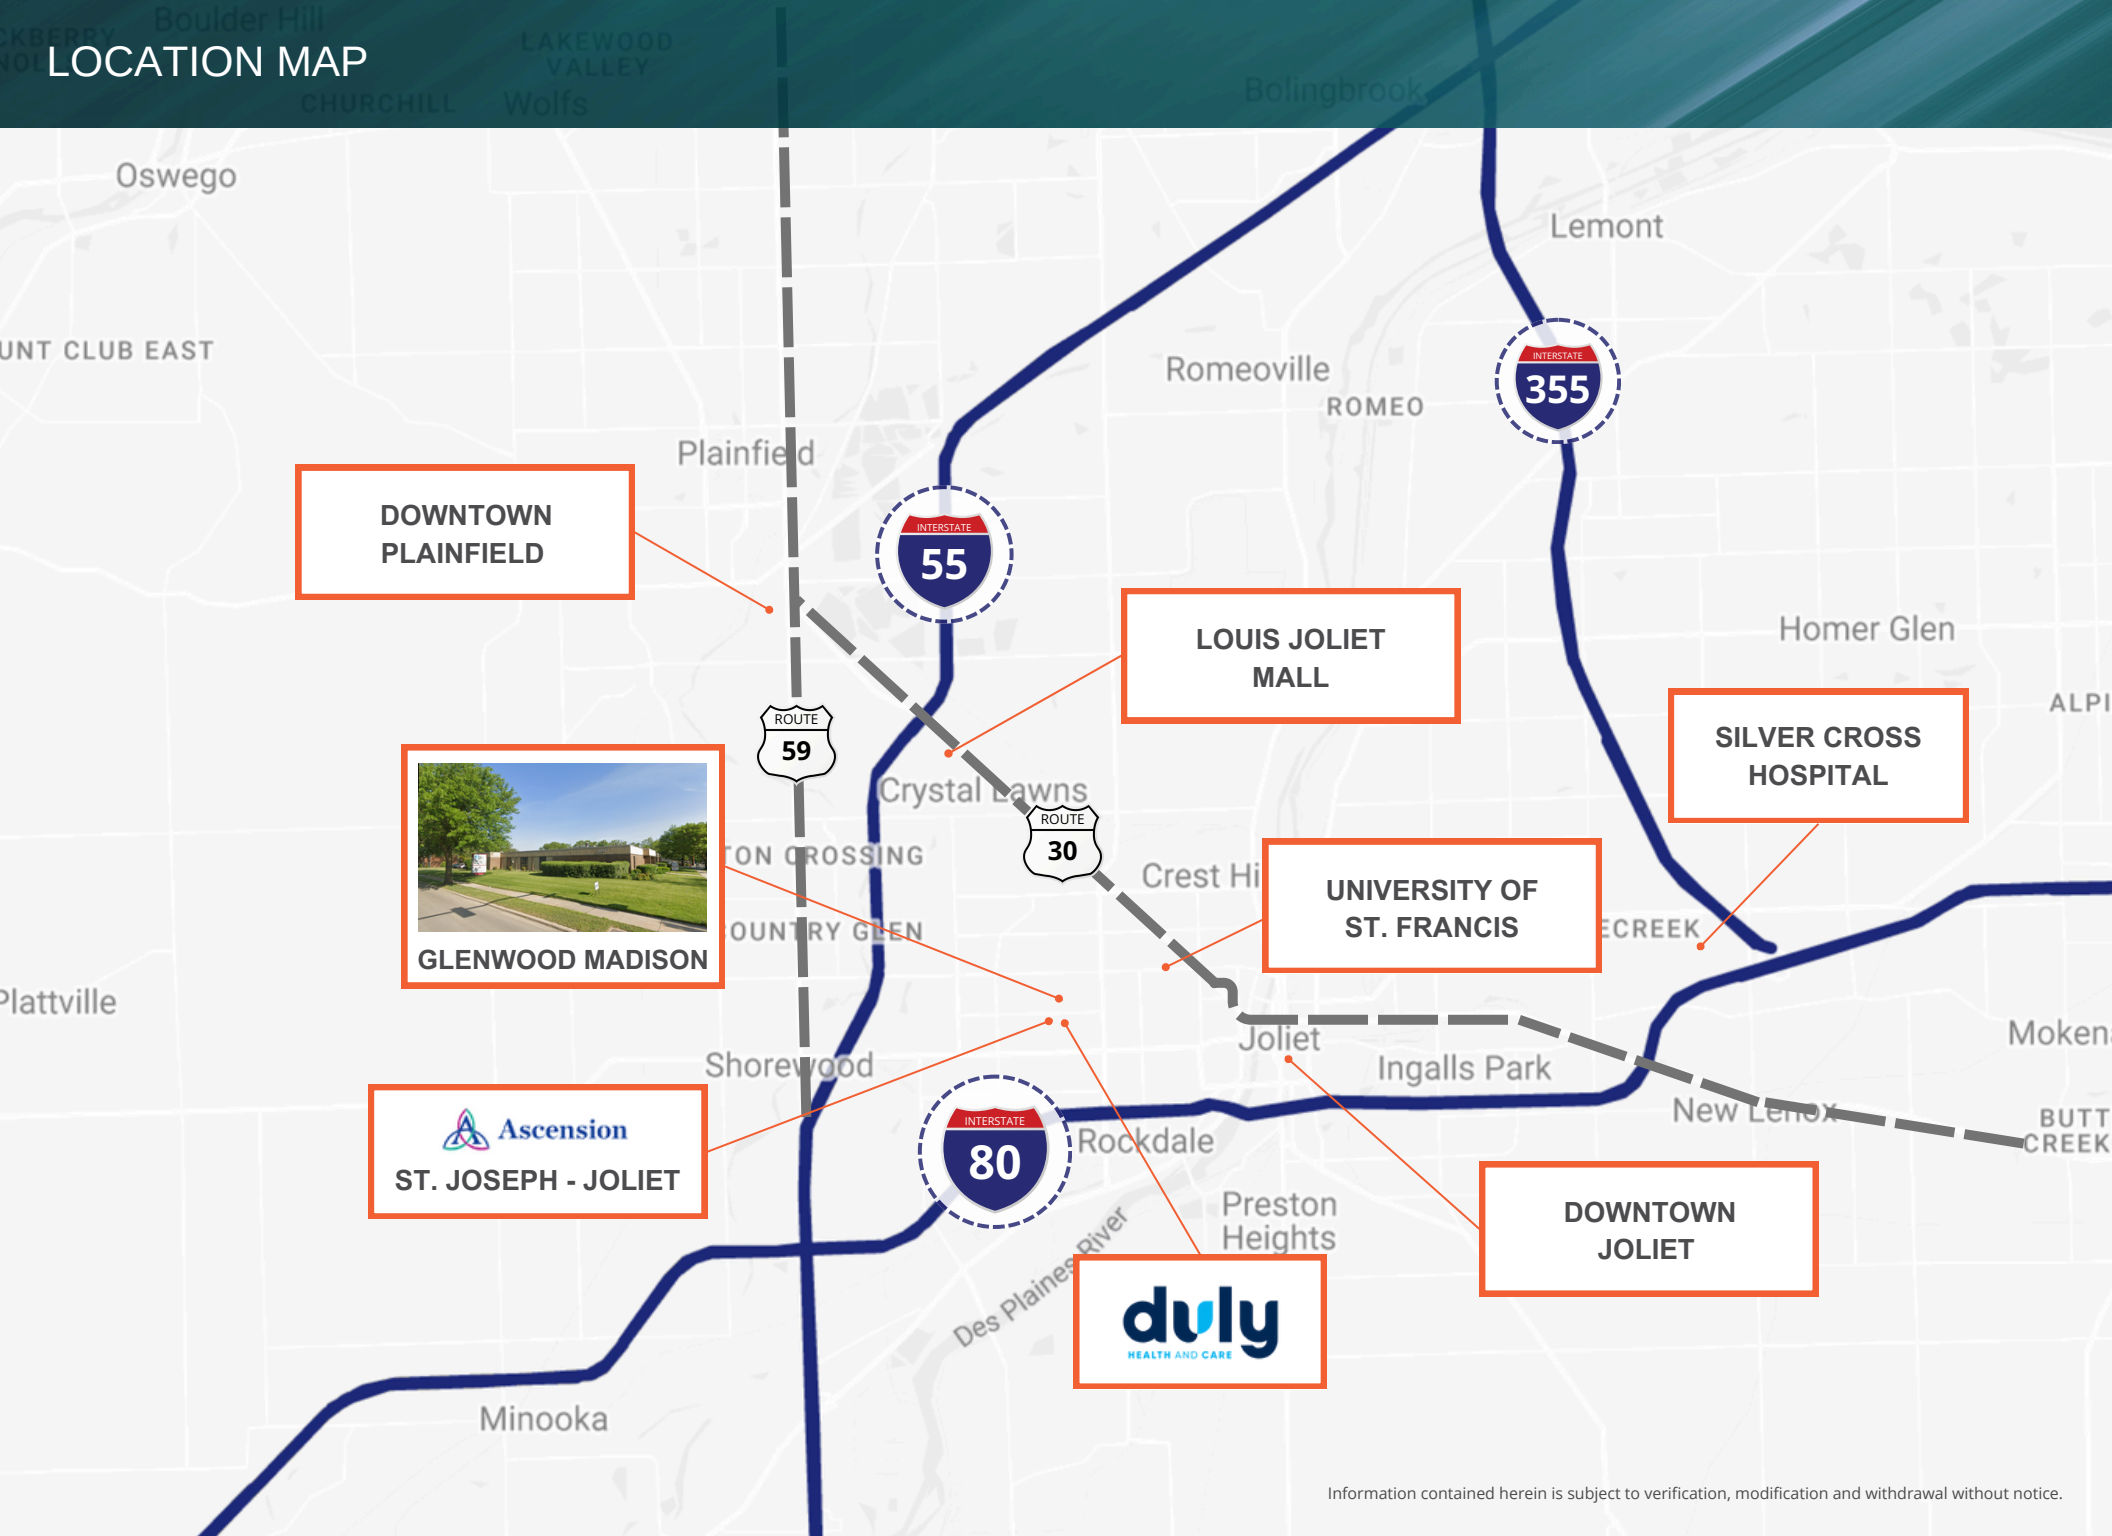 Boulder Hill
LAKEWOOD
VALLEY
LOCATION MAP
CHURCHILL
Wolfs
Bolingbrook
Oswego
Lemont
UNT CLUB EAST
Romeoville
ROMEO
INTERSTATE
355
Plainfield
DOWNTOWN
PLAINFIELD
INTERSTATE
55
LOUIS JOLIET
MALL
Homer Glen
ALPI
SILVER CROSS
HOSPITAL
ROUTE
59
Crystal Lawns
ROUTE
30
TON CROSSING
Crest Hi
UNIVERSITY OF
ST. FRANCIS
OUNTRY GLEN
ECREEK
GLENWOOD MADISON
Plattville
Joliet
Mokena
Shorewood
Ingalls Park
New Lenox
BUTT
CREEK
INTERSTATE
80
Rockdale
Ascension
ST. JOSEPH - JOLIET
Preston
Heights
DOWNTOWN
JOLIET
Des Plaines River
duly
HEALTH AND CARE
Minooka
Information contained herein is subject to verification, modification and withdrawal without notice.